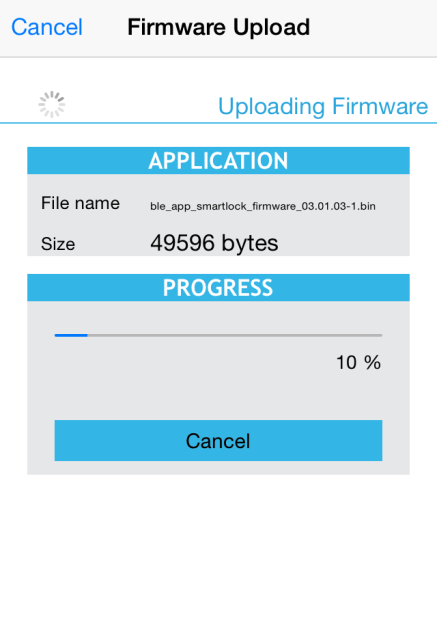 Cancel Firmware Upload
Uploading Firmware
APPLICATION
File name ble_app_smartlock_firmware_03.01.03-1.bin
Size 49596 bytes
PROGRESS
10 %
Cancel